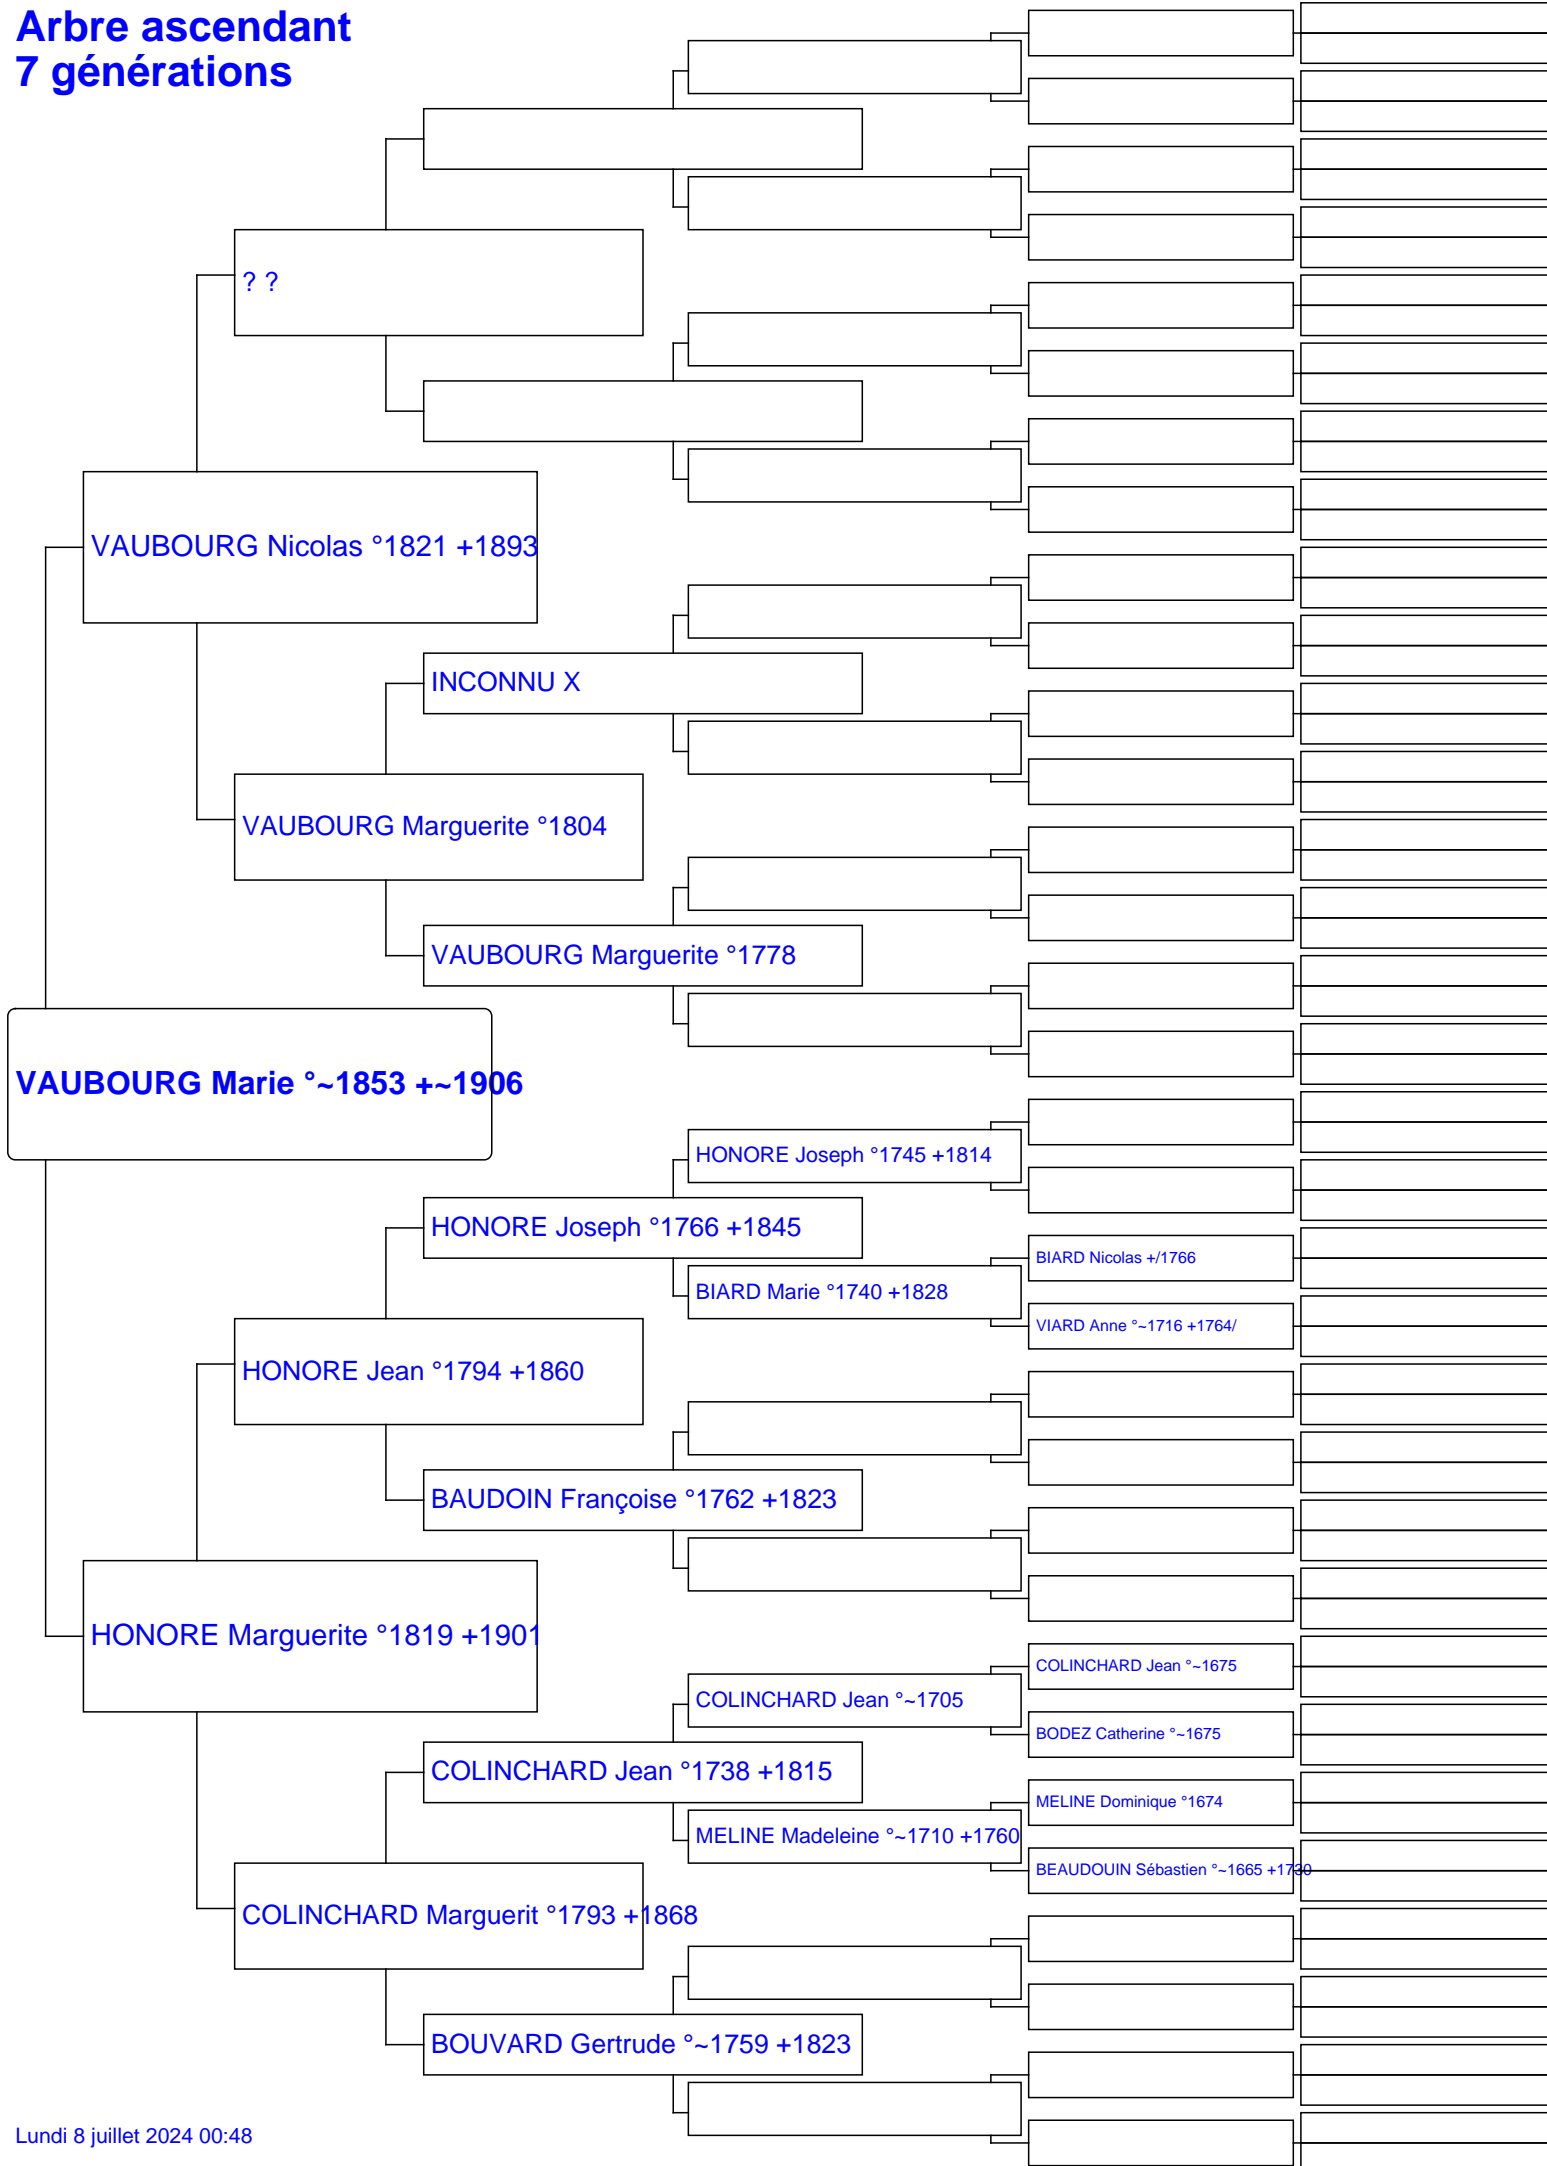 Arbre ascendant
7 générations
? ?
VAUBOURG Nicolas °1821 +1893
INCONNU X
VAUBOURG Marguerite °1804
VAUBOURG Marguerite °1778
VAUBOURG Marie °~1853 +~1906
HONORE Joseph °1745 +1814
HONORE Joseph °1766 +1845
BIARD Nicolas +/1766
BIARD Marie °1740 +1828
VIARD Anne °~1716 +1764/
HONORE Jean °1794 +1860
BAUDOIN Françoise °1762 +1823
HONORE Marguerite °1819 +1901
COLINCHARD Jean °~1675
COLINCHARD Jean °~1705
BODEZ Catherine °~1675
COLINCHARD Jean °1738 +1815
MELINE Dominique °1674
MELINE Madeleine °~1710 +1760
BEAUDOUIN Sébastien °~1665 +1730
COLINCHARD Marguerit °1793 +1868
BOUVARD Gertrude °~1759 +1823
Lundi 8 juillet 2024 00:48